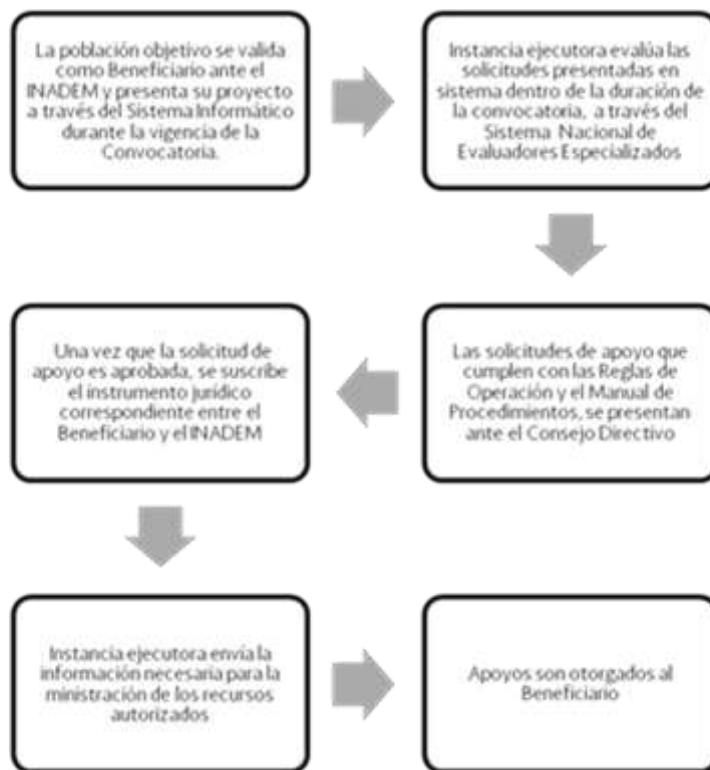 La población objetivo se valida
como Beneficiario ante el
INADEM y presenta su proyecto
a través del Sistema Informático
durante la vigencia de la
Convocatoria.
Instancia ejecutora evalúa las
solicitudes presentadas en
sistema dentro de la duración de
la convocatoria, a través del
Sistema Nacional de
Evaluadores Especializados
Las solicitudes de apoyo que
cumplen con las Reglas de
Operación y el Manual de
Procedimientos, se presentan
ante el Consejo Directivo
Una vez que la solicitud de
apoyo es aprobada, se suscribe
el instrumento jurídico
correspondiente entre el
Beneficiario y el INADEM
Instancia ejecutora envía la
información necesaria para la
ministración de los recursos
autorizados
Apoyos son otorgados al
Beneficiario